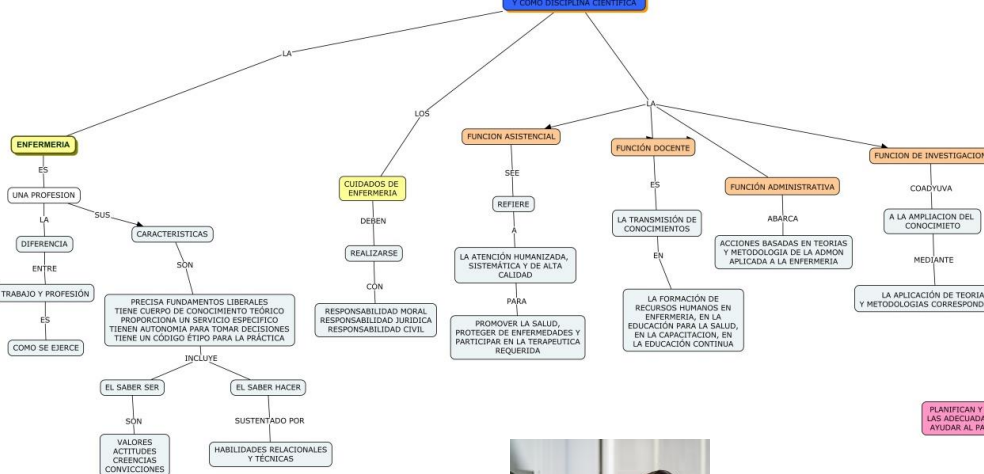 Y COMO DISCIPLINA CIENTIFICA
LA
LOS
LA
ENFERMERIA
ES
UNA PROFESION
LA
SUS
DIFERENCIA
ENTRE
TRABAJO Y PROFESIÓN
ES
COMO SE EJERCE
CARACTERISTICAS
SON
PRECISA FUNDAMENTOS LIBERALES
TIENE CUERPO DE CONOCIMIENTO TEÓRICO
PROPORCIONA UN SERVICIO ESPECIFICO
TIENEN AUTONOMIA PARA TOMAR DECISIONES
TIENE UN CÓDIGO ÉTIPO PARA LA PRÁCTICA
INCLUYE
EL SABER SER
SON
VALORES
ACTITUDES
CREENCIAS
CONVICCIONES
EL SABER HACER
SUSTENTADO POR
HABILIDADES RELACIONALES
Y TÉCNICAS
CUIDADOS DE
ENFERMERIA
DEBEN
REALIZARSE
CON
RESPONSABILIDAD MORAL
RESPONSABILIDAD JURIDICA
RESPONSABILIDAD CIVIL
FUNCION ASISTENCIAL
SEE
REFIERE
A
LA ATENCIÓN HUMANIZADA,
SISTEMÁTICA Y DE ALTA
CALIDAD
PARA
PROMOVER LA SALUD,
PROTEGER DE ENFERMEDADES Y
PARTICIPAR EN LA TERAPEUTICA
REQUERIDA
FUNCIÓN DOCENTE
ES
LA TRANSMISIÓN DE
CONOCIMIENTOS
EN
LA FORMACIÓN DE
RECURSOS HUMANOS EN
ENFERMERIA, EN LA
EDUCACIÓN PARA LA SALUD,
EN LA CAPACITACION, EN
LA EDUCACIÓN CONTINUA
FUNCIÓN ADMINISTRATIVA
ABARCA
ACCIONES BASADAS EN TEORIAS
Y METODOLOGIA DE LA ADMON
APLICADA A LA ENFERMERIA
FUNCION DE INVESTIGACION
COADYUVA
A LA AMPLIACION DEL
CONOCIMIETO
MEDIANTE
LA APLICACIÓN DE TEORIA
Y METODOLOGIAS CORRESPOND
PLANIFICAN Y
LAS ADECUADA
AYUDAR AL PA